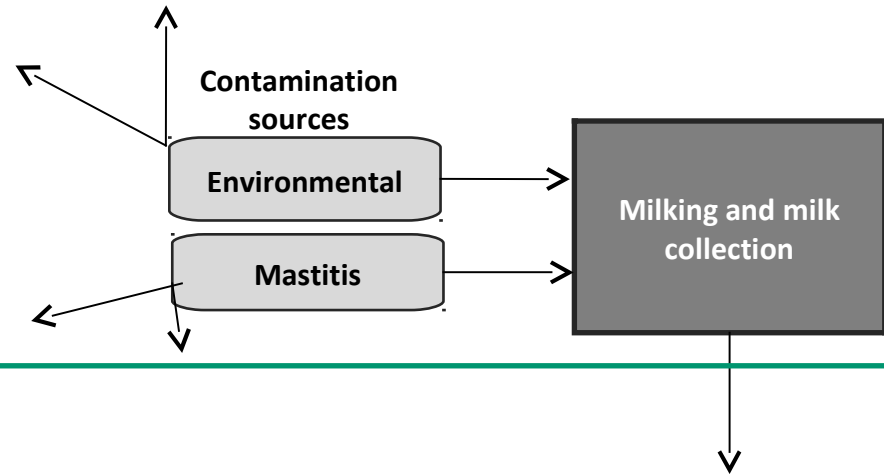 Contamination
sources
Environmental
Mastitis
Milking and milk
collection